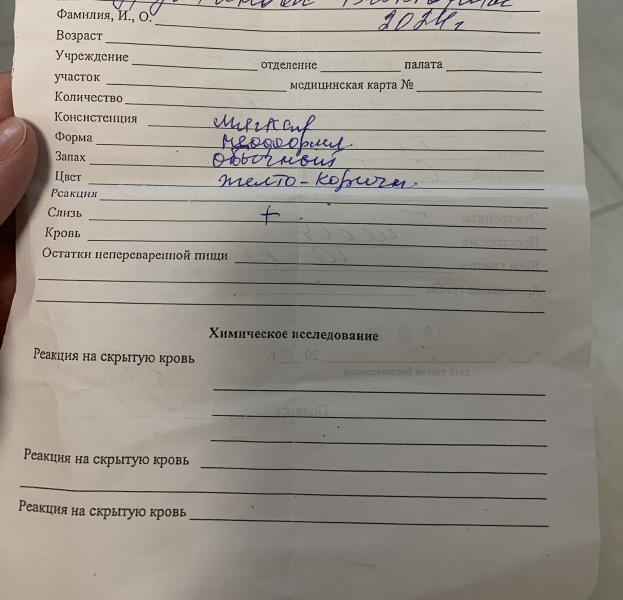 Фамилия, И., О. 2024г
Возраст
Учреждение отделение палата
участок медицинская карта №
Количество
Консистенция мягкая
Форма неоформл
Запах обычный
Цвет желто-коричн.
Реакция
Слизь +
Кровь
Остатки непереваренной пищи
Химическое исследование
Реакция на скрытую кровь
Реакция на скрытую кровь
Реакция на скрытую кровь